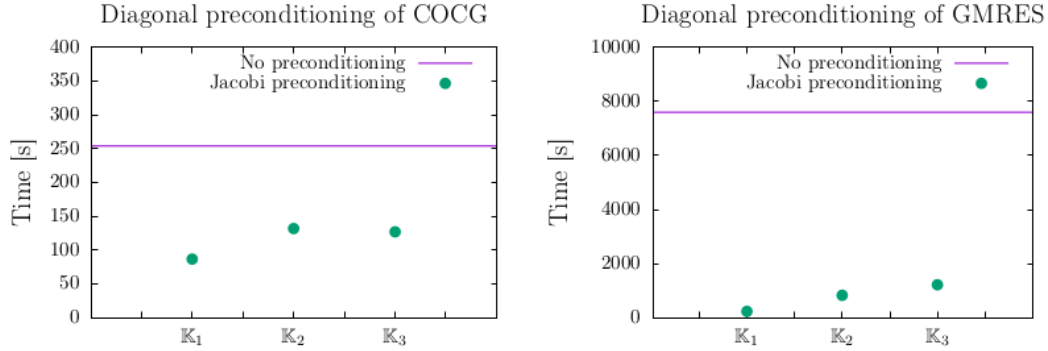 Diagonal preconditioning of COCG
400
350
300
250
200
150
100
50
0
Time [s]
No preconditioning
Jacobi preconditioning
𝕂₁
𝕂₂
𝕂₃
Diagonal preconditioning of GMRES
10000
8000
6000
4000
2000
0
Time [s]
No preconditioning
Jacobi preconditioning
𝕂₁
𝕂₂
𝕂₃